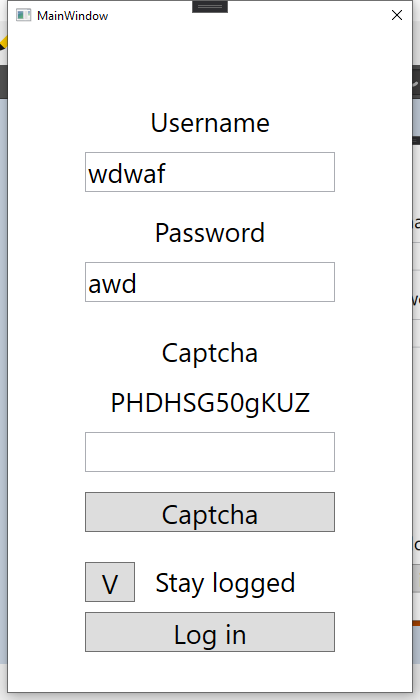 MainWindow
Username
wdwaf
Password
awd
Captcha
PHDHSG50gKUZ
Captcha
V Stay logged
Log in